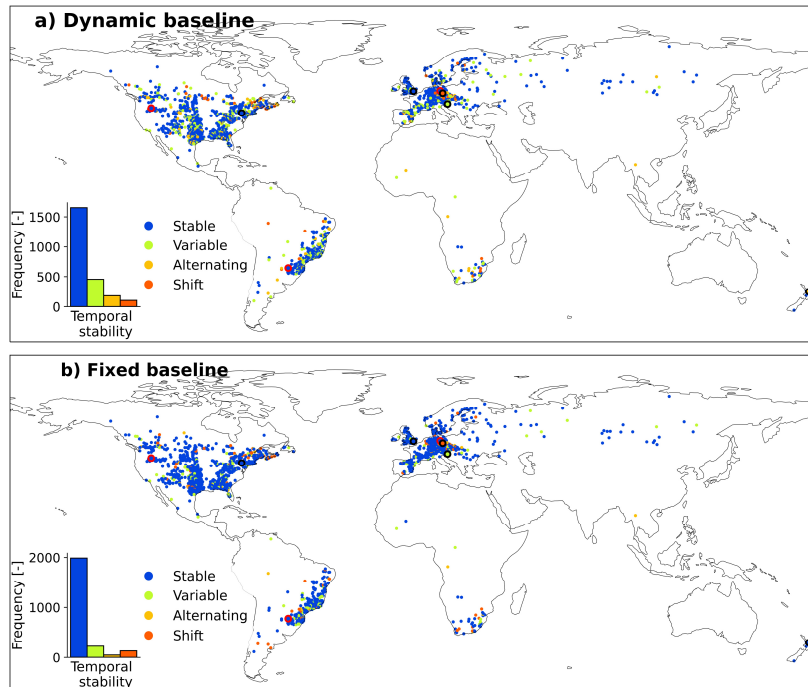 a) Dynamic baseline
Frequency [-]
1500
1000
500
0
Temporal
stability
Stable
Variable
Alternating
Shift
b) Fixed baseline
Frequency [-]
2000
1000
0
Temporal
stability
Stable
Variable
Alternating
Shift